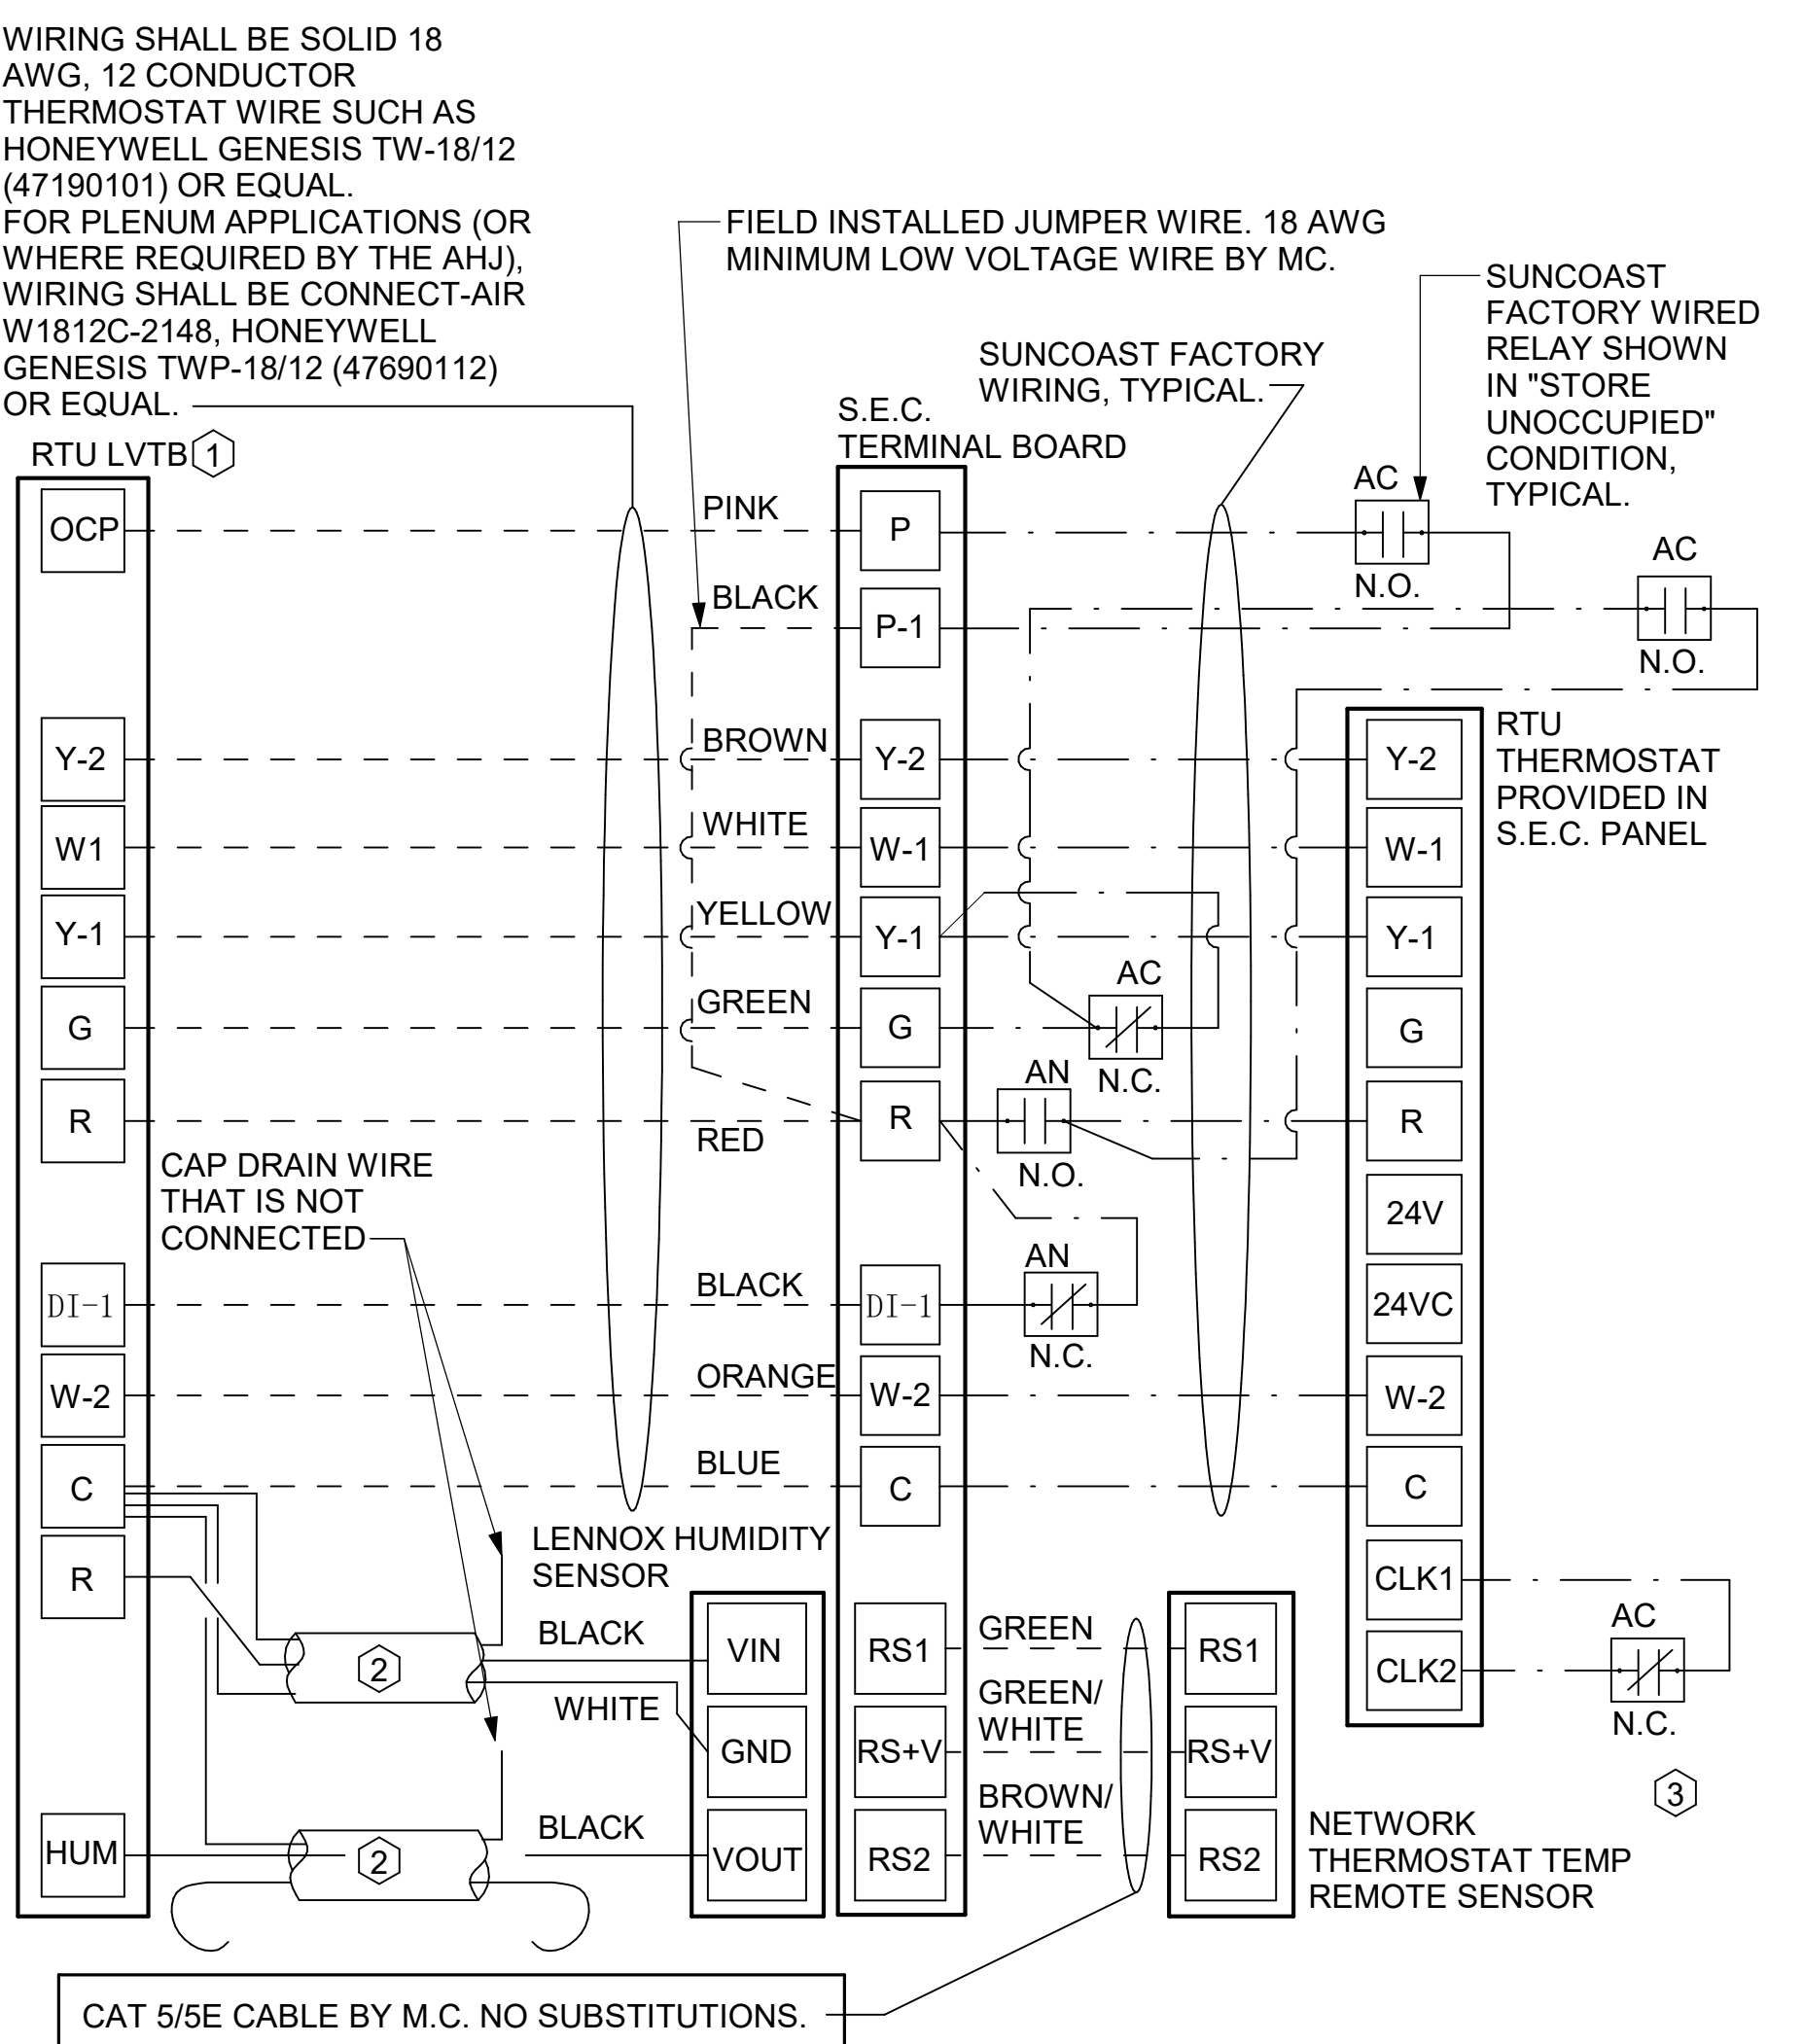 WIRING SHALL BE SOLID 18
AWG, 12 CONDUCTOR
THERMOSTAT WIRE SUCH AS
HONEYWELL GENESIS TW-18/12
(47190101) OR EQUAL.
FOR PLENUM APPLICATIONS (OR
WHERE REQUIRED BY THE AHJ),
WIRING SHALL BE CONNECT-AIR
W1812C-2148, HONEYWELL
GENESIS TWP-18/12 (47690112)
OR EQUAL.
FIELD INSTALLED JUMPER WIRE. 18 AWG
MINIMUM LOW VOLTAGE WIRE BY MC.
SUNCOAST FACTORY
WIRING, TYPICAL.
SUNCOAST
FACTORY WIRED
RELAY SHOWN
IN "STORE
UNOCCUPIED"
CONDITION,
TYPICAL.
RTU LVTB 1
OCP
Y-2
W1
Y-1
G
R
DI-1
W-2
C
R
HUM
CAP DRAIN WIRE
THAT IS NOT
CONNECTED
PINK
BLACK
BROWN
WHITE
YELLOW
GREEN
RED
BLACK
ORANGE
BLUE
S.E.C.
TERMINAL BOARD
P
P-1
Y-2
W-1
Y-1
G
R
DI-1
W-2
C
RS1
RS+V
RS2
AC
N.O.
AC
N.O.
AC
N.C.
AN
N.O.
AN
N.C.
RTU
THERMOSTAT
PROVIDED IN
S.E.C. PANEL
Y-2
W-1
Y-1
G
R
24V
24VC
W-2
C
CLK1
CLK2
AC
N.C.
3
LENNOX HUMIDITY
SENSOR
2
BLACK
WHITE
2
BLACK
VIN
GND
VOUT
GREEN
GREEN/
WHITE
BROWN/
WHITE
RS1
RS+V
RS2
NETWORK
THERMOSTAT TEMP
REMOTE SENSOR
CAT 5/5E CABLE BY M.C. NO SUBSTITUTIONS.